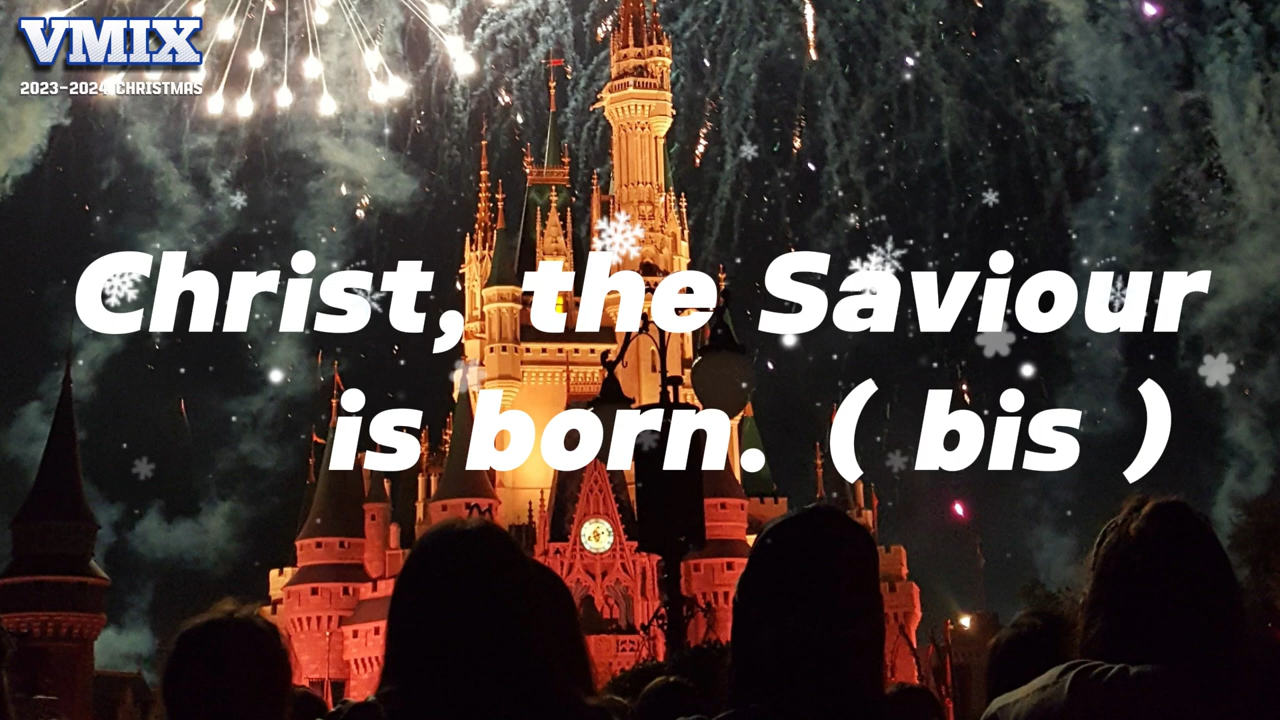 VMIX
2023-2024 CHRISTMAS
Christ, the Saviour
is born. ( bis )